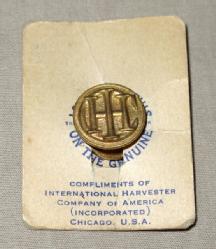 IHC
ON THE GENUINE
COMPLIMENTS OF
INTERNATIONAL HARVESTER
COMPANY OF AMERICA
(INCORPORATED)
CHICAGO, U.S.A.